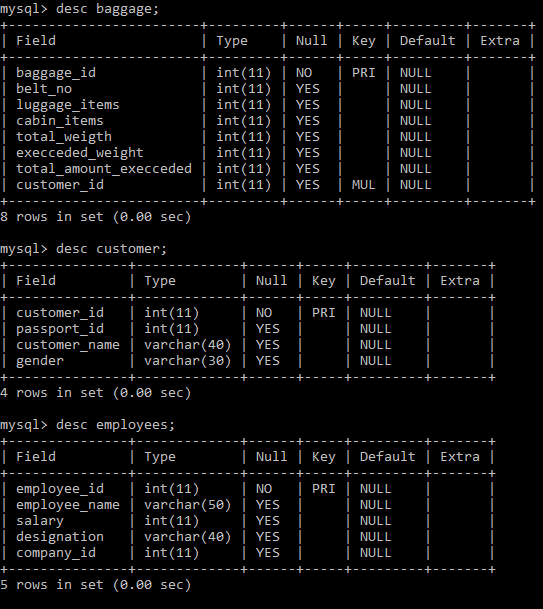 mysql> desc baggage;
+-----------------------+---------+------+-----+---------+-------+
| Field                 | Type    | Null | Key | Default | Extra |
+-----------------------+---------+------+-----+---------+-------+
| baggage_id            | int(11) | NO   | PRI | NULL    |       |
| belt_no               | int(11) | YES  |     | NULL    |       |
| luggage_items         | int(11) | YES  |     | NULL    |       |
| cabin_items           | int(11) | YES  |     | NULL    |       |
| total_weigth          | int(11) | YES  |     | NULL    |       |
| execceded_weight      | int(11) | YES  |     | NULL    |       |
| total_amount_execceded | int(11) | YES  |     | NULL    |       |
| customer_id           | int(11) | YES  | MUL | NULL    |       |
+-----------------------+---------+------+-----+---------+-------+
8 rows in set (0.00 sec)
mysql> desc customer;
+---------------+-------------+------+-----+---------+-------+
| Field         | Type        | Null | Key | Default | Extra |
+---------------+-------------+------+-----+---------+-------+
| customer_id   | int(11)     | NO   | PRI | NULL    |       |
| passport_id   | int(11)     | YES  |     | NULL    |       |
| customer_name | varchar(40) | YES  |     | NULL    |       |
| gender        | varchar(30) | YES  |     | NULL    |       |
+---------------+-------------+------+-----+---------+-------+
4 rows in set (0.00 sec)
mysql> desc employees;
+---------------+-------------+------+-----+---------+-------+
| Field         | Type        | Null | Key | Default | Extra |
+---------------+-------------+------+-----+---------+-------+
| employee_id   | int(11)     | NO   | PRI | NULL    |       |
| employee_name | varchar(50) | YES  |     | NULL    |       |
| salary        | int(11)     | YES  |     | NULL    |       |
| designation   | varchar(40) | YES  |     | NULL    |       |
| company_id    | int(11)     | YES  |     | NULL    |       |
+---------------+-------------+------+-----+---------+-------+
5 rows in set (0.00 sec)